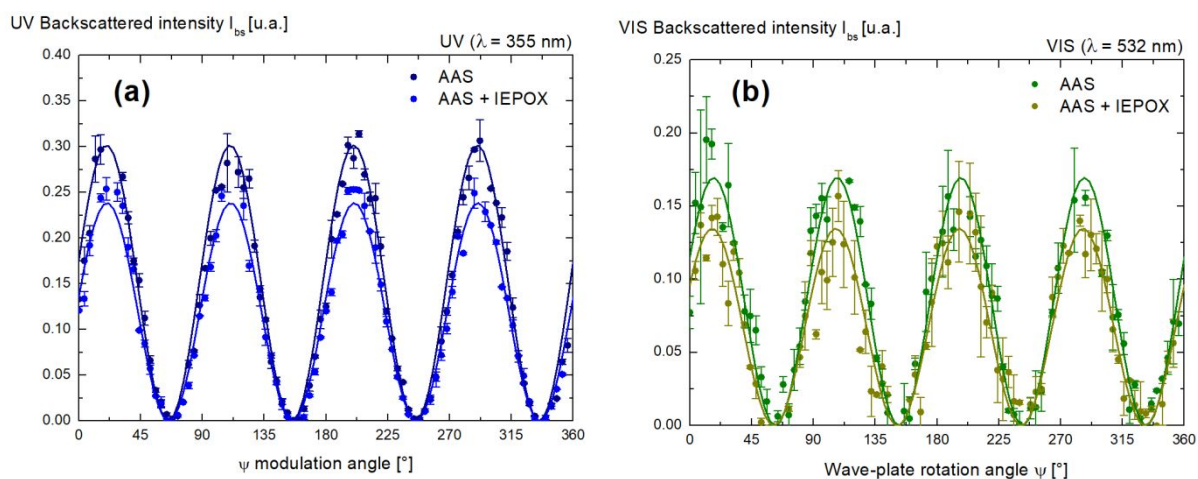 UV Backscattered intensity I_bs [u.a.]
UV (λ = 355 nm)
0.40
0.35
0.30
0.25
0.20
0.15
0.10
0.05
0.00
(a)
AAS
AAS + IEPOX
0 45 90 135 180 225 270 315 360
ψ modulation angle [°]
VIS Backscattered intensity I_bs [u.a.]
VIS (λ = 532 nm)
0.25
0.20
0.15
0.10
0.05
0.00
(b)
AAS
AAS + IEPOX
0 45 90 135 180 225 270 315 360
Wave-plate rotation angle ψ [°]